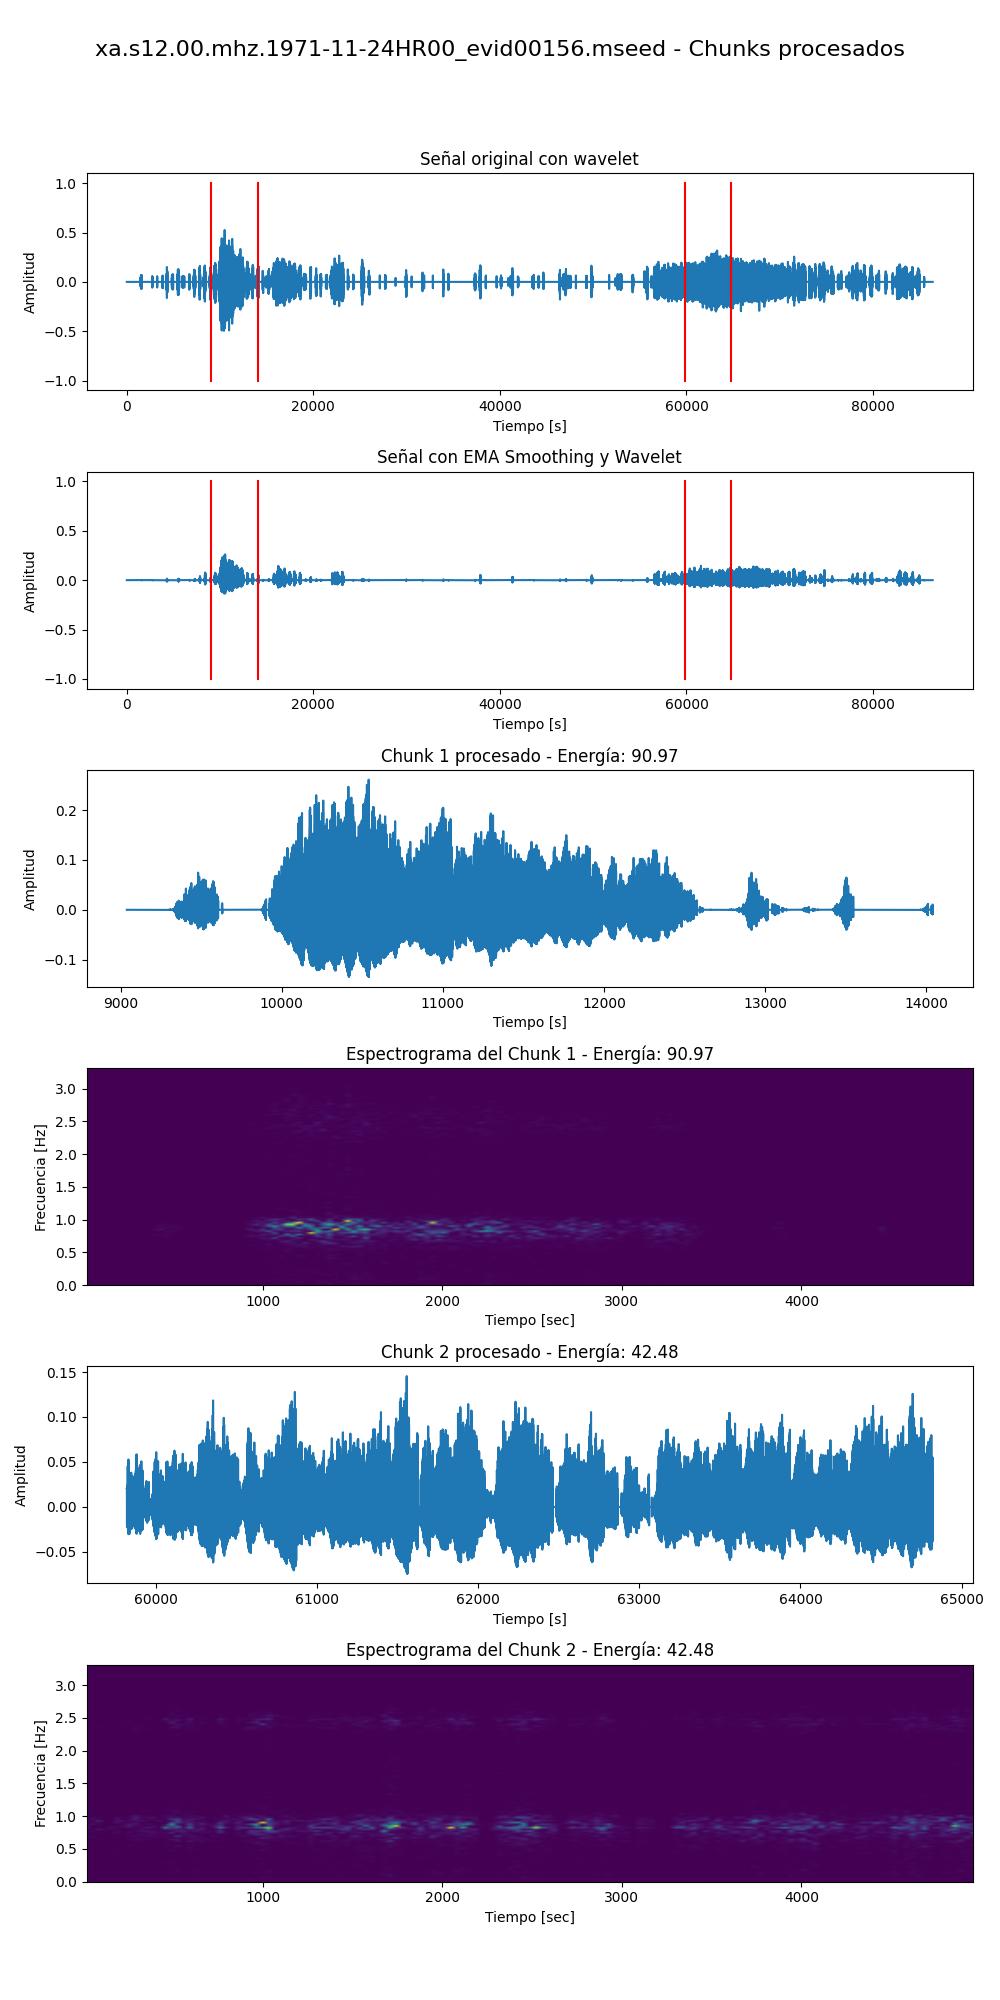 xa.s12.00.mhz.1971-11-24HR00_evid00156.mseed - Chunks procesados
Señal original con wavelet
1.0
0.5
0.0
−0.5
−1.0
Amplitud
0 20000 40000 60000 80000
Tiempo [s]
Señal con EMA Smoothing y Wavelet
1.0
0.5
0.0
−0.5
−1.0
Amplitud
0 20000 40000 60000 80000
Tiempo [s]
Chunk 1 procesado - Energía: 90.97
0.2
0.1
0.0
−0.1
Amplitud
9000 10000 11000 12000 13000 14000
Tiempo [s]
Espectrograma del Chunk 1 - Energía: 90.97
3.0
2.5
2.0
1.5
1.0
0.5
0.0
Frecuencia [Hz]
1000 2000 3000 4000
Tiempo [sec]
Chunk 2 procesado - Energía: 42.48
0.15
0.10
0.05
0.00
−0.05
Amplitud
60000 61000 62000 63000 64000 65000
Tiempo [s]
Espectrograma del Chunk 2 - Energía: 42.48
3.0
2.5
2.0
1.5
1.0
0.5
0.0
Frecuencia [Hz]
1000 2000 3000 4000
Tiempo [sec]